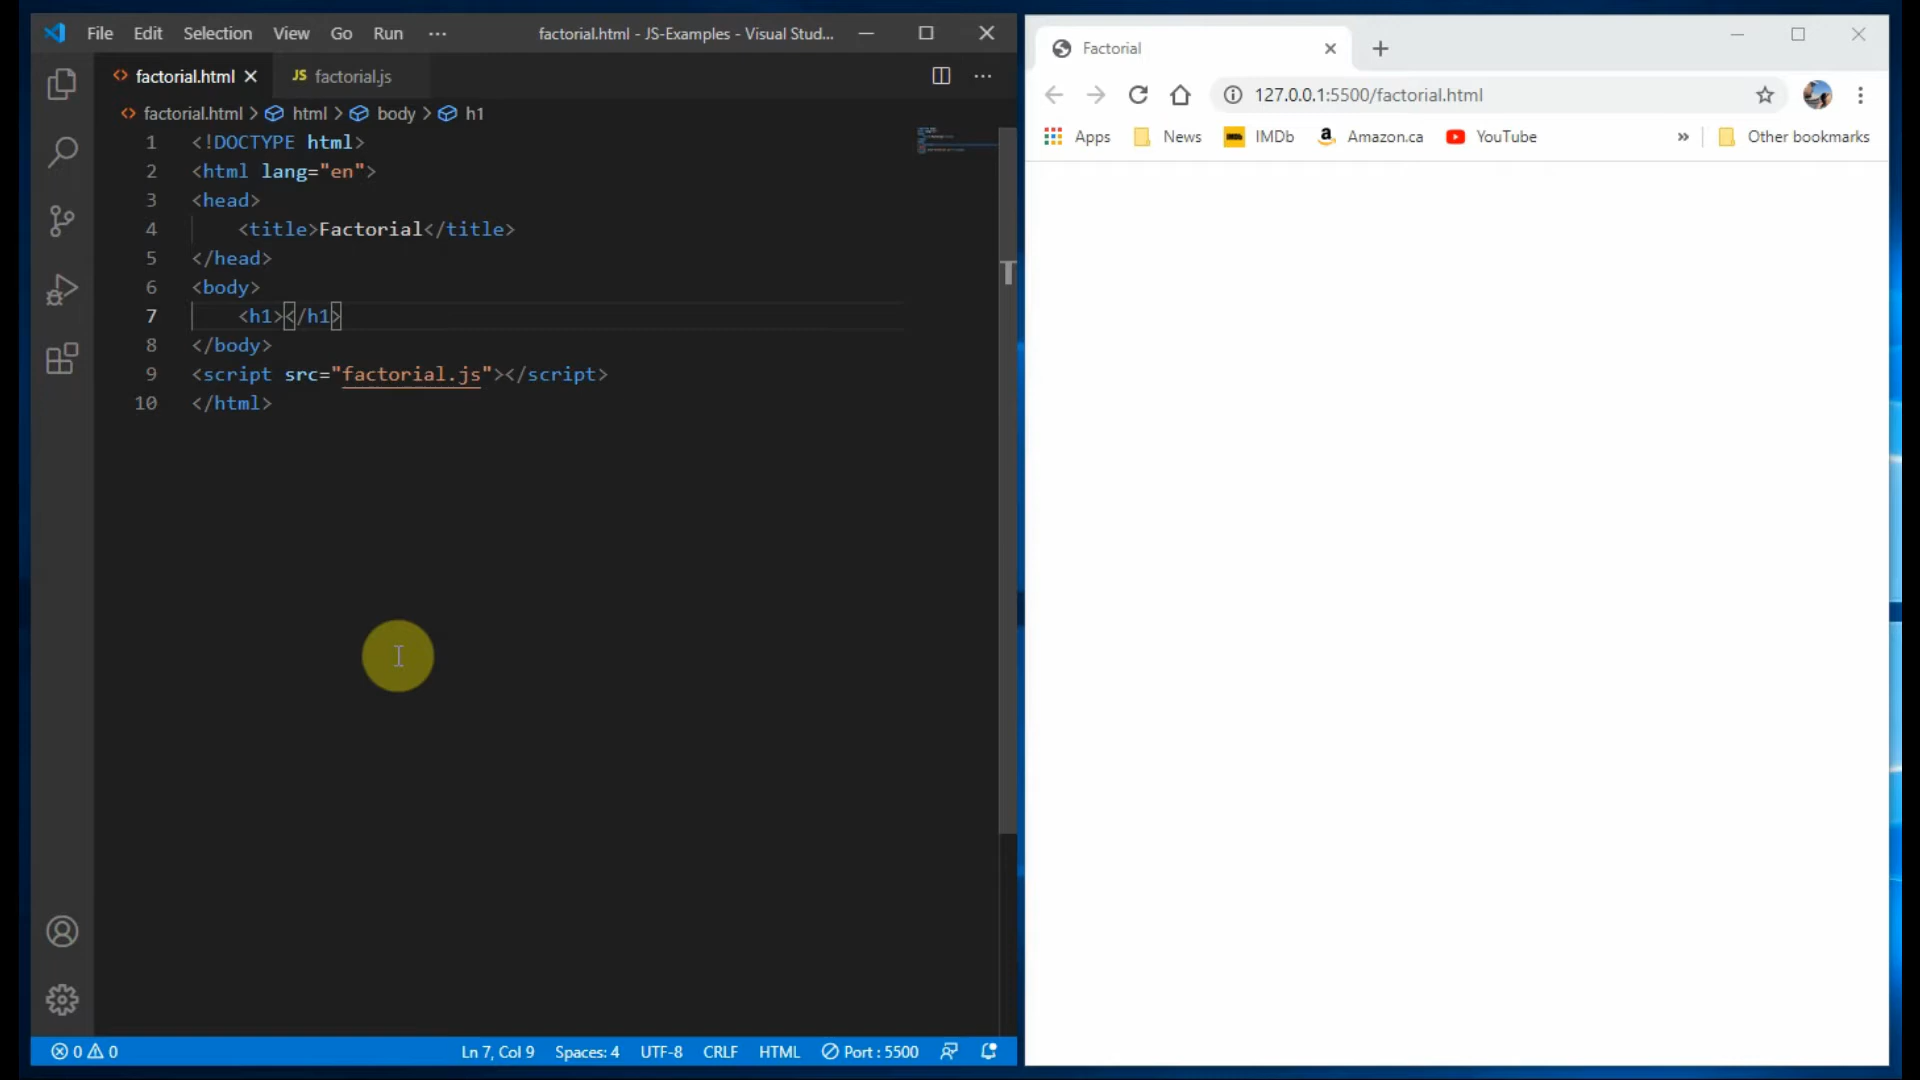 File Edit Selection View Go Run ··· factorial.html - JS-Examples - Visual Stud...
factorial.html JS factorial.js
factorial.html > html > body > h1
1 <!DOCTYPE html>
2 <html lang="en">
3 <head>
4 <title>Factorial</title>
5 </head>
6 <body>
7 <h1></h1>
8 </body>
9 <script src="factorial.js"></script>
10 </html>
0 0 Ln 7, Col 9 Spaces: 4 UTF-8 CRLF HTML Port : 5500
Factorial
127.0.0.1:5500/factorial.html
Apps News IMDb Amazon.ca YouTube » Other bookmarks